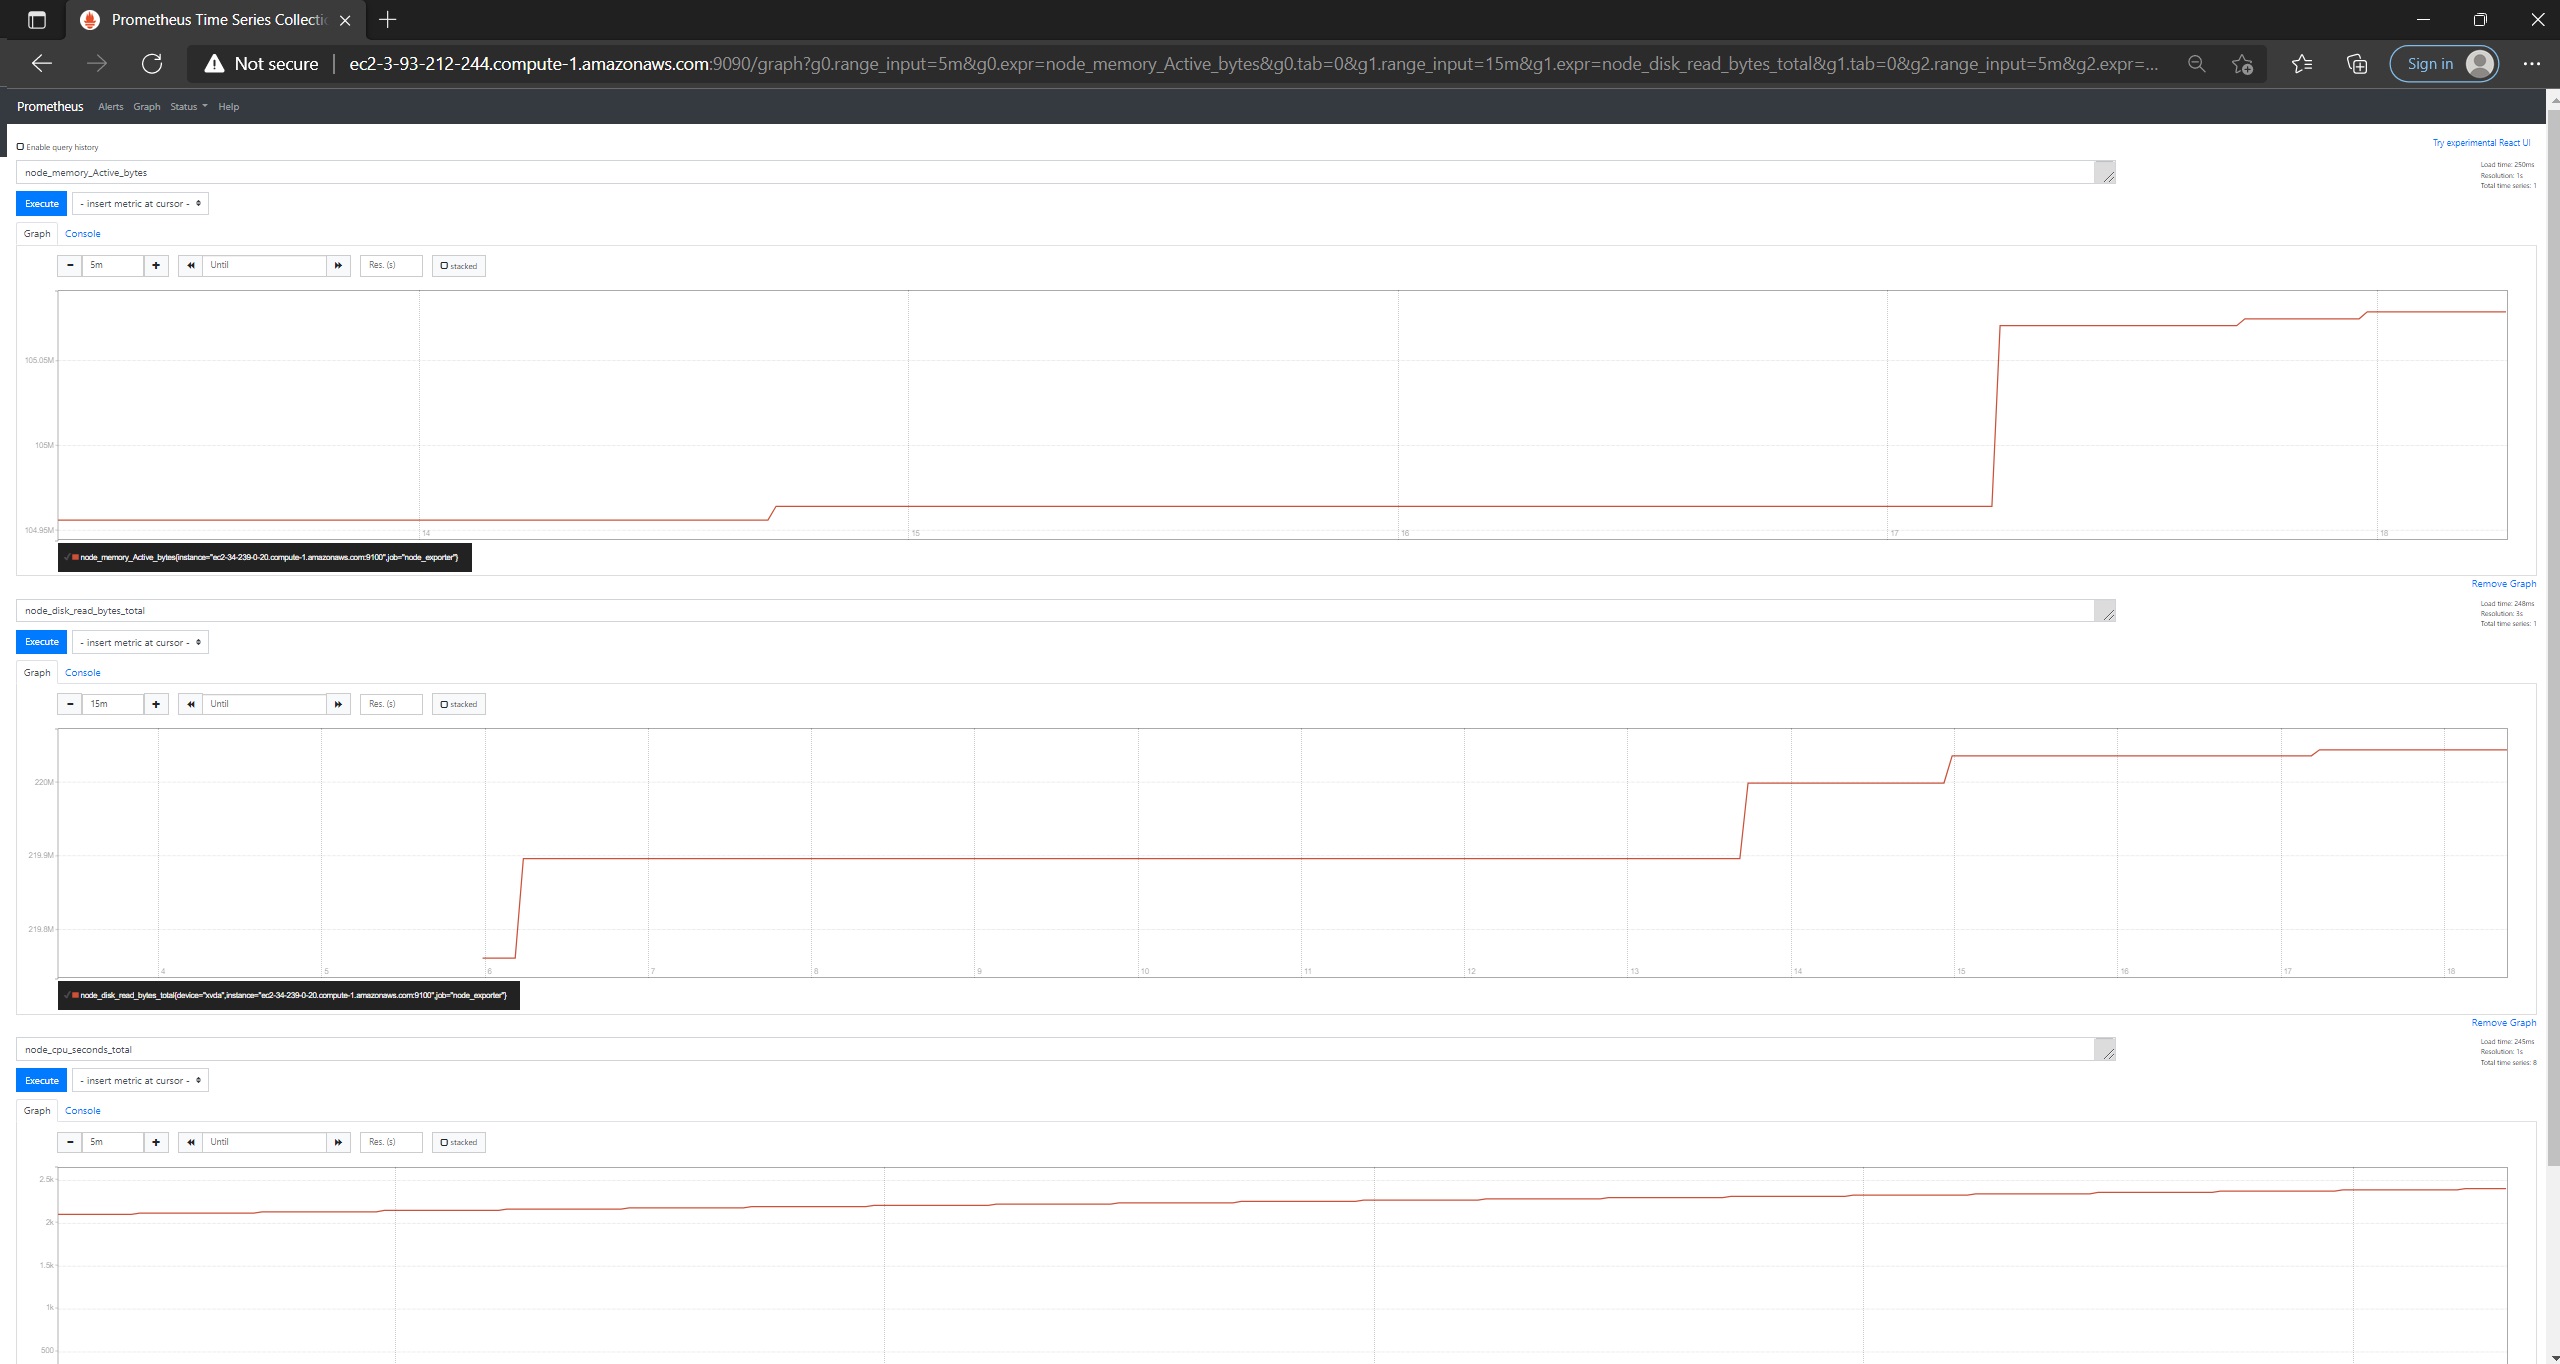 Prometheus Time Series Collecti
Not secure ec2-3-93-212-244.compute-1.amazonaws.com:9090/graph?g0.range_input=5m&g0.expr=node_memory_Active_bytes&g0.tab=0&g1.range_input=15m&g1.expr=node_disk_read_bytes_total&g1.tab=0&g2.range_input=5m&g2.expr=... Sign in
Prometheus Alerts Graph Status Help
Enable query history Try experimental React UI
node_memory_Active_bytes
Load time: 250ms
Resolution: 1s
Total time series: 1
Execute - insert metric at cursor -
Graph Console
- 5m + Until Res. (s) stacked
105.05M
105M
104.95M
14 15 16 17 18
node_memory_Active_bytes{instance="ec2-34-239-0-20.compute-1.amazonaws.com:9100",job="node_exporter"}
Remove Graph
node_disk_read_bytes_total
Load time: 248ms
Resolution: 3s
Total time series: 1
Execute - insert metric at cursor -
Graph Console
- 15m + Until Res. (s) stacked
220M
219.9M
219.8M
4 5 6 7 8 9 10 11 12 13 14 15 16 17 18
node_disk_read_bytes_total{device="xvda",instance="ec2-34-239-0-20.compute-1.amazonaws.com:9100",job="node_exporter"}
Remove Graph
node_cpu_seconds_total
Load time: 245ms
Resolution: 1s
Total time series: 8
Execute - insert metric at cursor -
Graph Console
- 5m + Until Res. (s) stacked
2.5k
2k
1.5k
1k
500